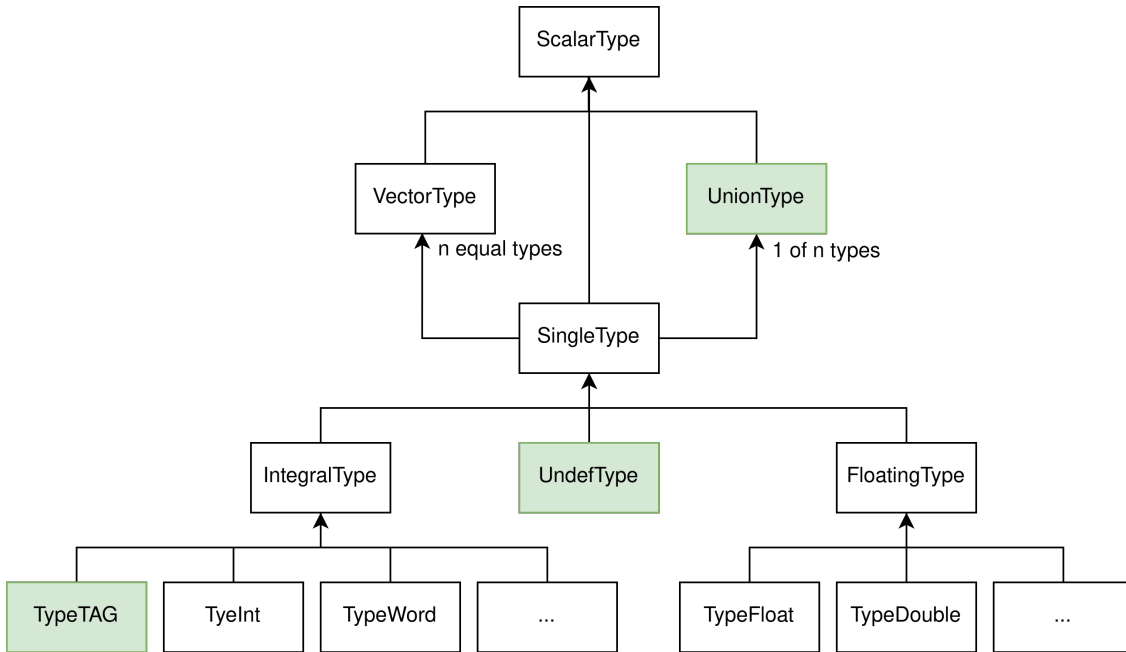 ScalarType
VectorType
UnionType
n equal types
1 of n types
SingleType
IntegralType
UndefType
FloatingType
TypeTAG
TyeInt
TypeWord
...
TypeFloat
TypeDouble
...